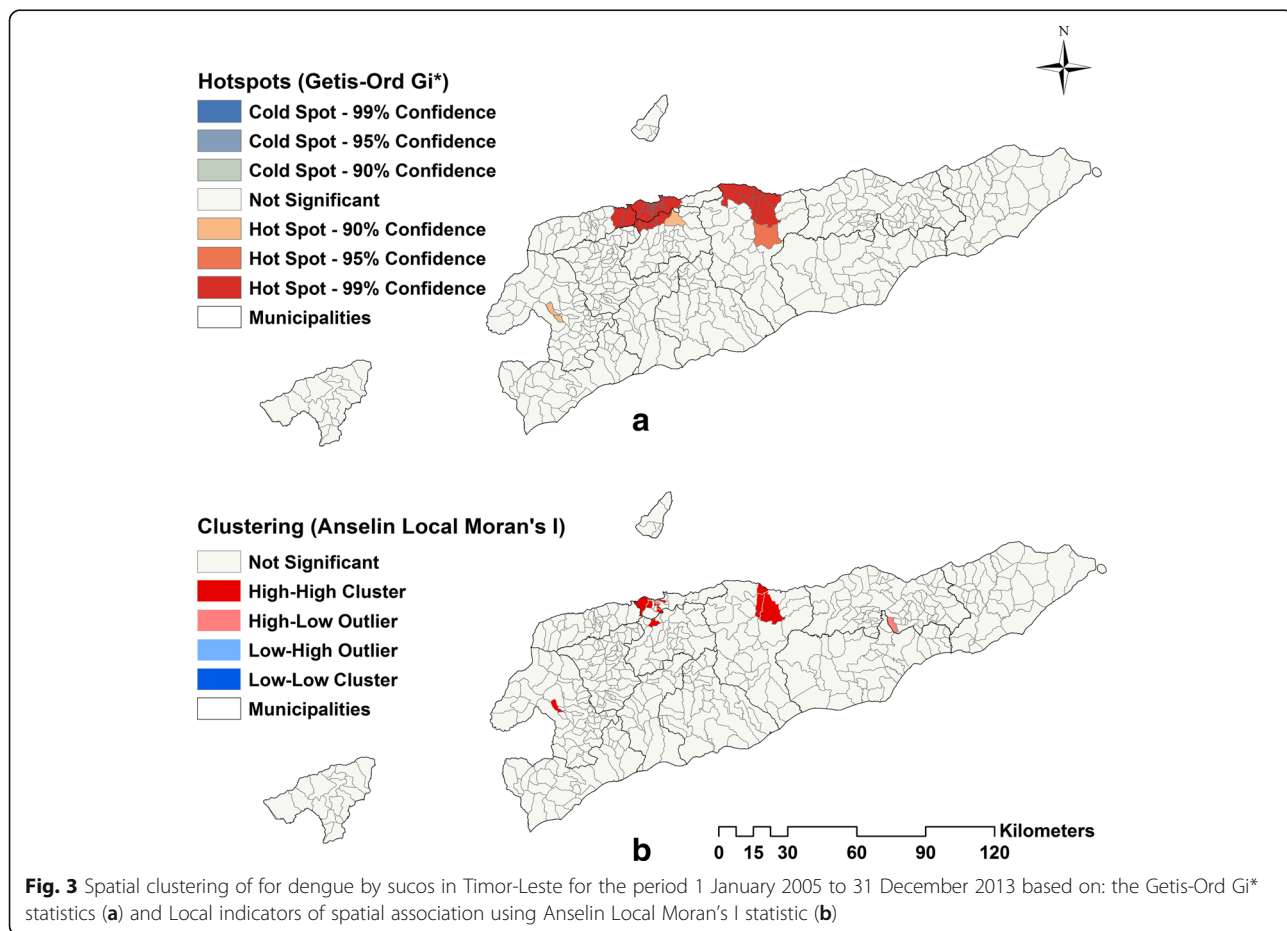 N
Hotspots (Getis-Ord Gi*)
Cold Spot - 99% Confidence
Cold Spot - 95% Confidence
Cold Spot - 90% Confidence
Not Significant
Hot Spot - 90% Confidence
Hot Spot - 95% Confidence
Hot Spot - 99% Confidence
Municipalities
a
Clustering (Anselin Local Moran's I)
Not Significant
High-High Cluster
High-Low Outlier
Low-High Outlier
Low-Low Cluster
Municipalities
b
Kilometers
0 15 30 60 90 120
Fig. 3 Spatial clustering of for dengue by sucos in Timor-Leste for the period 1 January 2005 to 31 December 2013 based on: the Getis-Ord Gi*
statistics (a) and Local indicators of spatial association using Anselin Local Moran's I statistic (b)